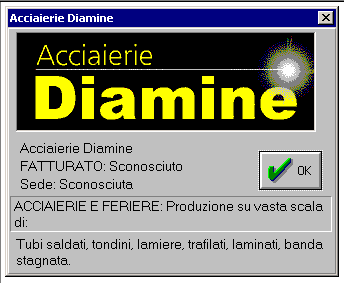 Acciaierie Diamine
Acciaierie
Diamine
Acciaierie Diamine
FATTURATO: Sconosciuto
Sede: Sconosciuta
OK
ACCIAIERIE E FERIERE: Produzione su vasta scala
di:
Tubi saldati, tondini, lamiere, trafilati, laminati, banda
stagnata.